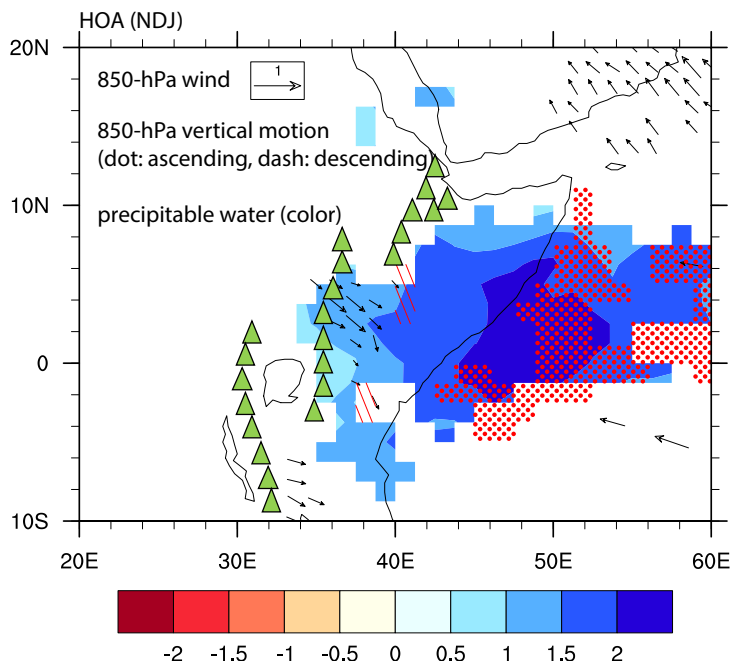 HOA (NDJ)
20N
850-hPa wind
1
850-hPa vertical motion
(dot: ascending, dash: descending)
10N
precipitable water (color)
0
10S
20E 30E 40E 50E 60E
-2 -1.5 -1 -0.5 0 0.5 1 1.5 2